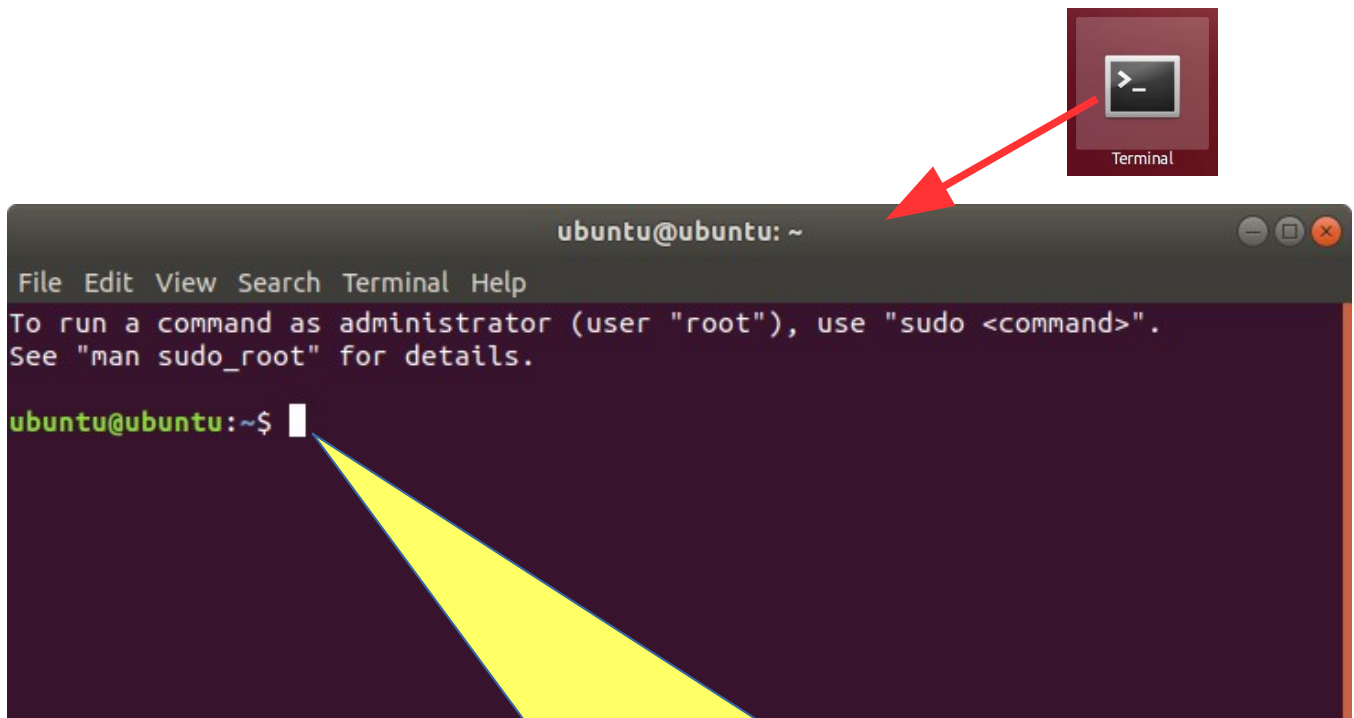 >_
Terminal
ubuntu@ubuntu: ~
File Edit View Search Terminal Help
To run a command as administrator (user "root"), use "sudo <command>".
See "man sudo_root" for details.
ubuntu@ubuntu:~$